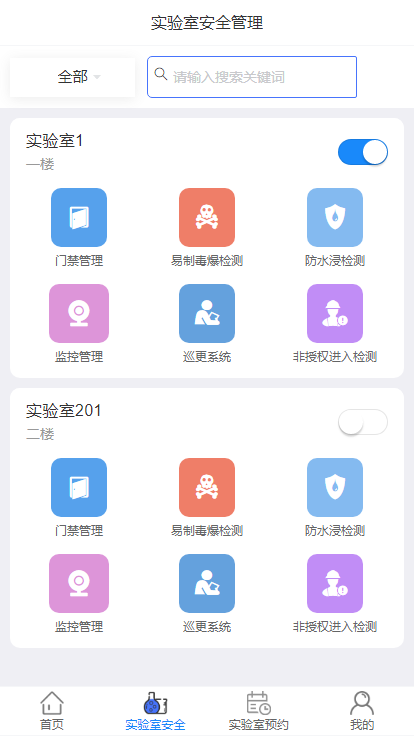 实验室安全管理
全部
请输入搜索关键词
实验室1
一楼
门禁管理 易制毒爆检测 防水浸检测
监控管理 巡更系统 非授权进入检测
实验室201
二楼
门禁管理 易制毒爆检测 防水浸检测
监控管理 巡更系统 非授权进入检测
首页 实验室安全 实验室预约 我的